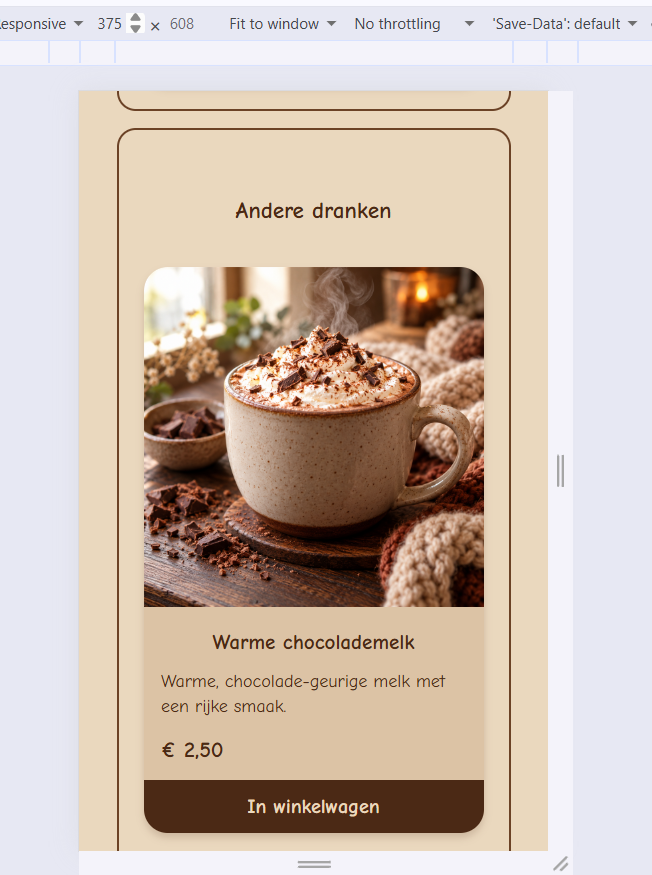 375 × 608 Fit to window No throttling 'Save-Data': default
Andere dranken
Warme chocolademelk
Warme, chocolade-geurige melk met
een rijke smaak.
€ 2,50
In winkelwagen